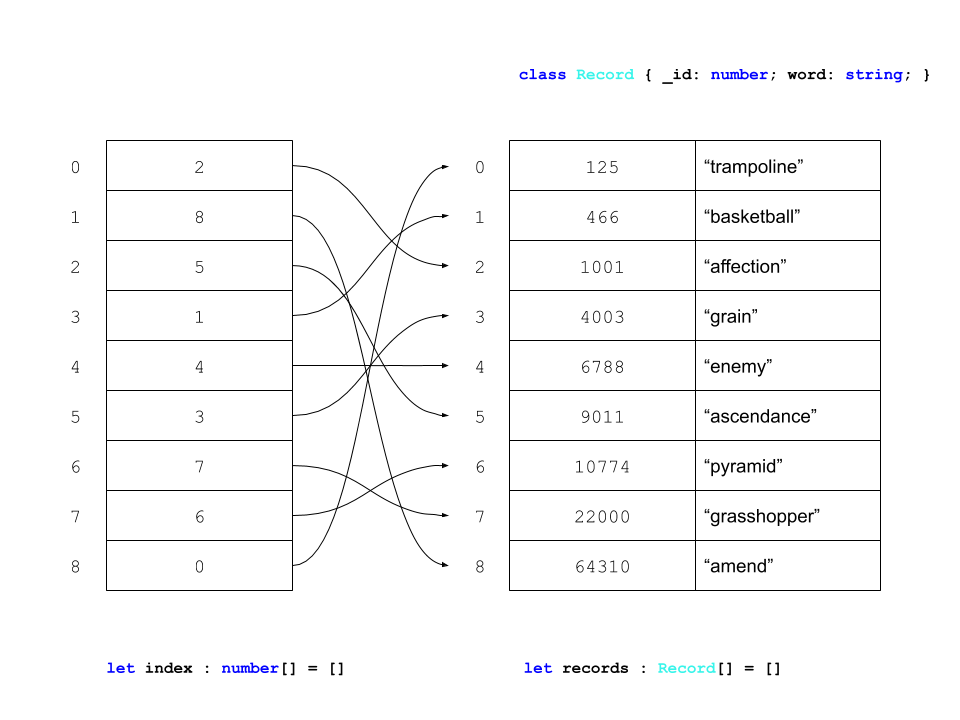 class Record { _id: number; word: string; }
0 2 0 125 “trampoline”
1 8 1 466 “basketball”
2 5 2 1001 “affection”
3 1 3 4003 “grain”
4 4 4 6788 “enemy”
5 3 5 9011 “ascendance”
6 7 6 10774 “pyramid”
7 6 7 22000 “grasshopper”
8 0 8 64310 “amend”
let index : number[] = [] let records : Record[] = []